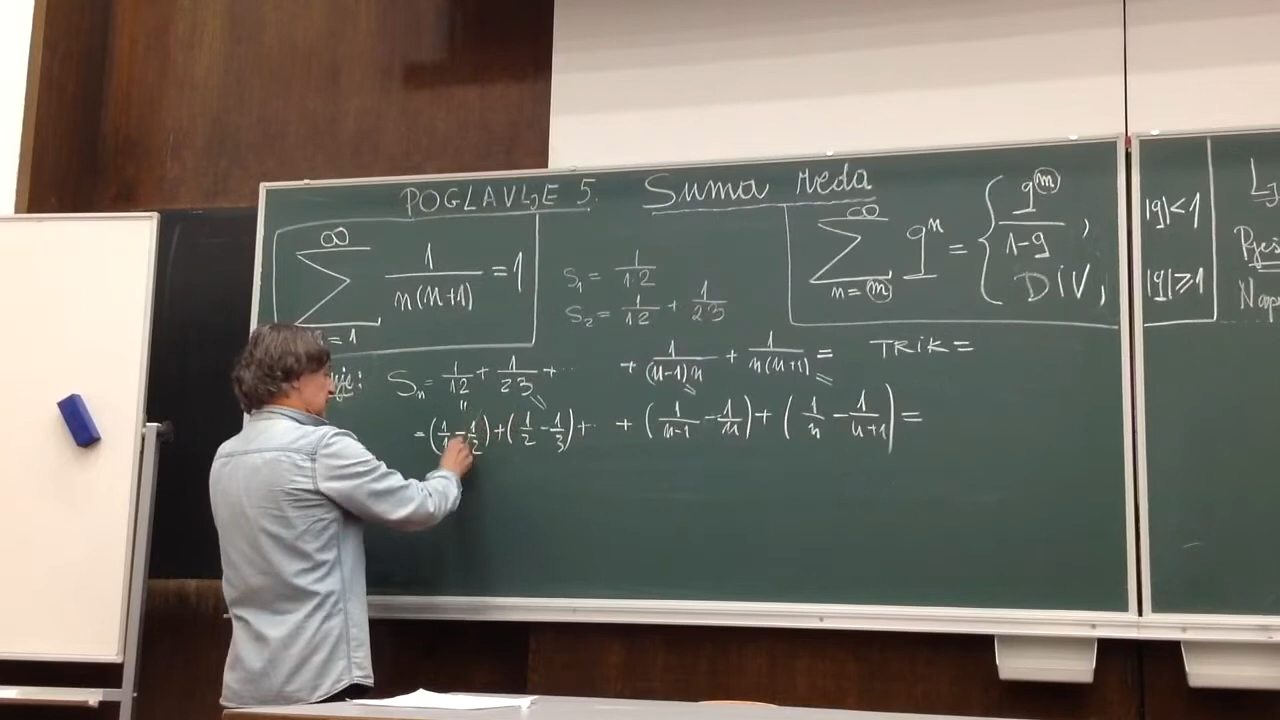 POGLAVLJE 5. Suma reda
∞ ∑ n=1 1/(n(n+1)) = 1
S₁ = 1/1·2
S₂ = 1/1·2 + 1/2·3
∞ ∑ n=m qⁿ = { q^m/(1-q), |q|<1
DIV, |q|≥1
Sₙ = 1/1·2 + 1/2·3 + ... + 1/((n-1)n) + 1/(n(n+1)) = TRIK =
= (1/1 - 1/2) + (1/2 - 1/3) + ... + (1/(n-1) - 1/n) + (1/n - 1/(n+1)) =